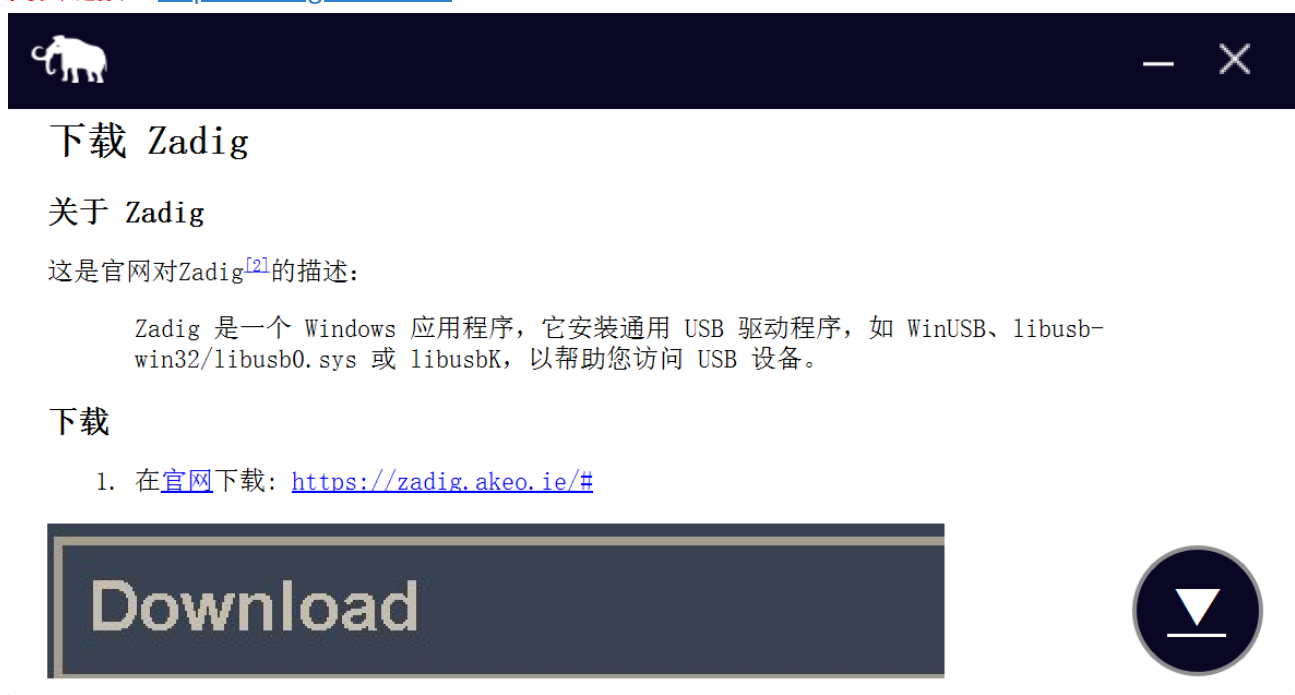 下载 Zadig
关于 Zadig
这是官网对Zadig[2]的描述:
Zadig 是一个 Windows 应用程序，它安装通用 USB 驱动程序，如 WinUSB、libusb-
win32/libusb0.sys 或 libusbK，以帮助您访问 USB 设备。
下载
1. 在官网下载: https://zadig.akeo.ie/#
Download